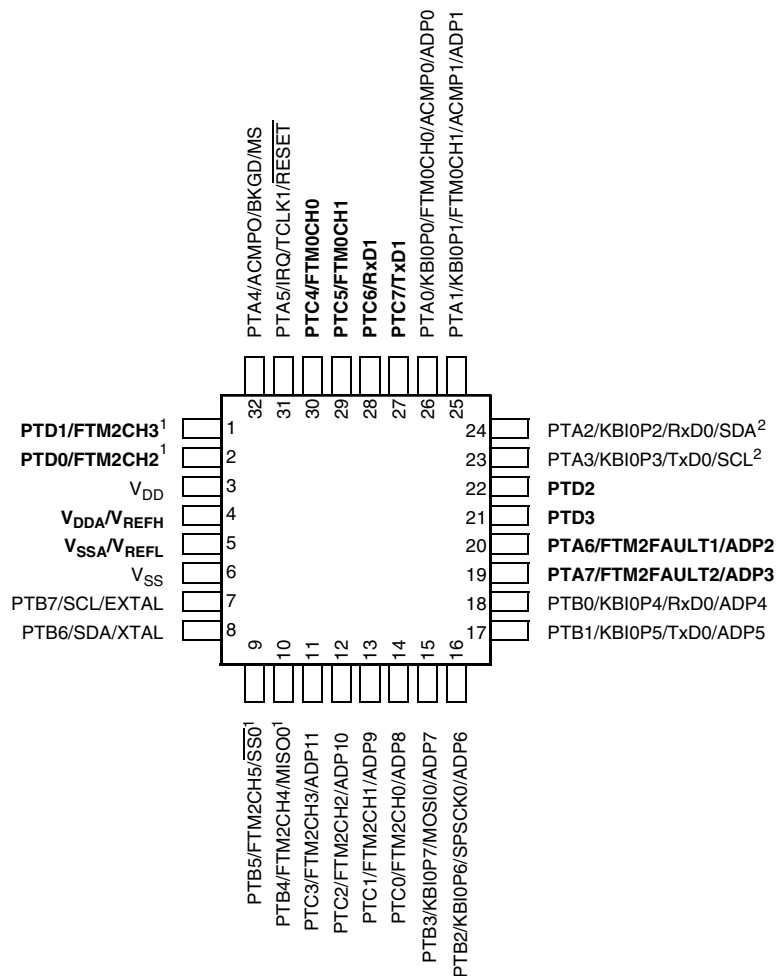 PTA4/ACMPO/BKGD/MS
PTA5/IRQ/TCLK1/RESET
PTC4/FTM0CH0
PTC5/FTM0CH1
PTC6/RxD1
PTC7/TxD1
PTA0/KBI0P0/FTM0CH0/ACMP0/ADP0
PTA1/KBI0P1/FTM0CH1/ACMP1/ADP1
32
31
30
29
28
27
26
25
PTD1/FTM2CH3¹ 1
PTD0/FTM2CH2¹ 2
VDD 3
VDDA/VREFH 4
VSSA/VREFL 5
VSS 6
PTB7/SCL/EXTAL 7
PTB6/SDA/XTAL 8
24 PTA2/KBI0P2/RxD0/SDA²
23 PTA3/KBI0P3/TxD0/SCL²
22 PTD2
21 PTD3
20 PTA6/FTM2FAULT1/ADP2
19 PTA7/FTM2FAULT2/ADP3
18 PTB0/KBI0P4/RxD0/ADP4
17 PTB1/KBI0P5/TxD0/ADP5
9
10
11
12
13
14
15
16
PTB5/FTM2CH5/SS0¹
PTB4/FTM2CH4/MISO0¹
PTC3/FTM2CH3/ADP11
PTC2/FTM2CH2/ADP10
PTC1/FTM2CH1/ADP9
PTC0/FTM2CH0/ADP8
PTB3/KBI0P7/MOSI0/ADP7
PTB2/KBI0P6/SPSCK0/ADP6